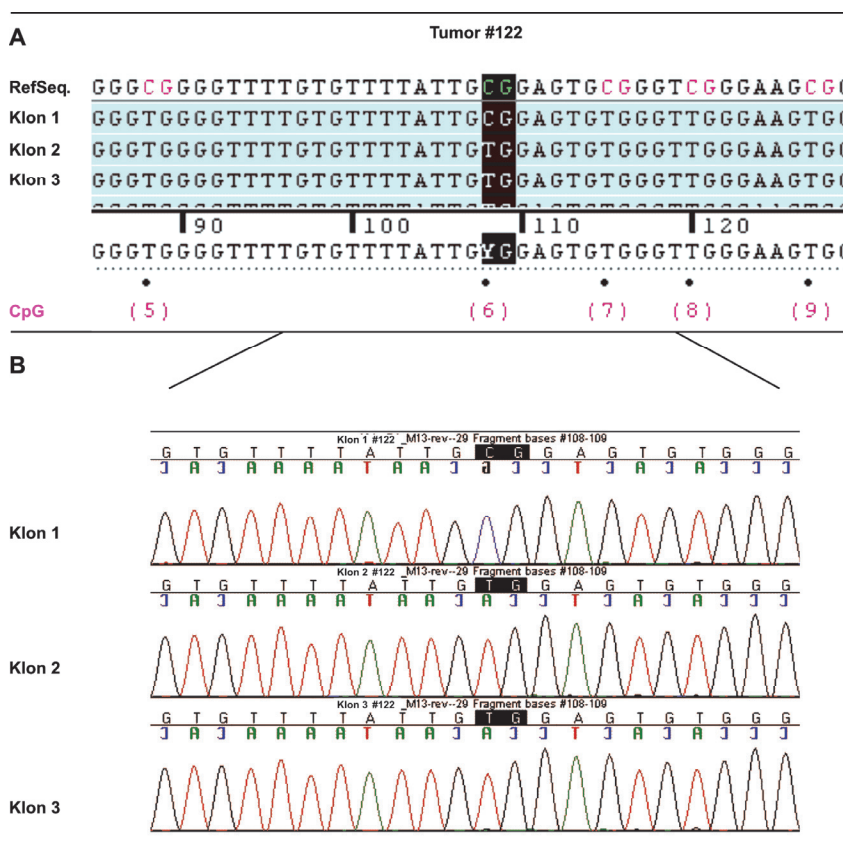 Tumor #122
A
RefSeq. GGGCGGGGTTTTGTGTTTTATTGCGGAGTGCGGGTCGGGAAGCG
Klon 1 GGGTGGGGTTTTGTGTTTTATTGCGGAGTGTGGGTTGGGAAGTG
Klon 2 GGGTGGGGTTTTGTGTTTTATTGTGGAGTGTGGGTTGGGAAGTG
Klon 3 GGGTGGGGTTTTGTGTTTTATTGTGGAGTGTGGGTTGGGAAGTG
90 100 110 120
GGGTGGGGTTTTGTGTTTTATTGYGGAGTGTGGGTTGGGAAGTG
CpG (5) (6) (7) (8) (9)
B
Klon 1 #122 _M13-rev--29 Fragment bases #108-109
G T G T T T T A T T G C G G A G T G T G G G
C A C A A A A T A A C G C C T C A C A C C C
Klon 1
Klon 2 #122 _M13-rev--29 Fragment bases #108-109
G T G T T T T A T T G T G G A G T G T G G G
C A C A A A A T A A C A C C T C A C A C C C
Klon 2
Klon 3 #122 _M13-rev--29 Fragment bases #108-109
G T G T T T T A T T G T G G A G T G T G G G
C A C A A A A T A A C A C C T C A C A C C C
Klon 3